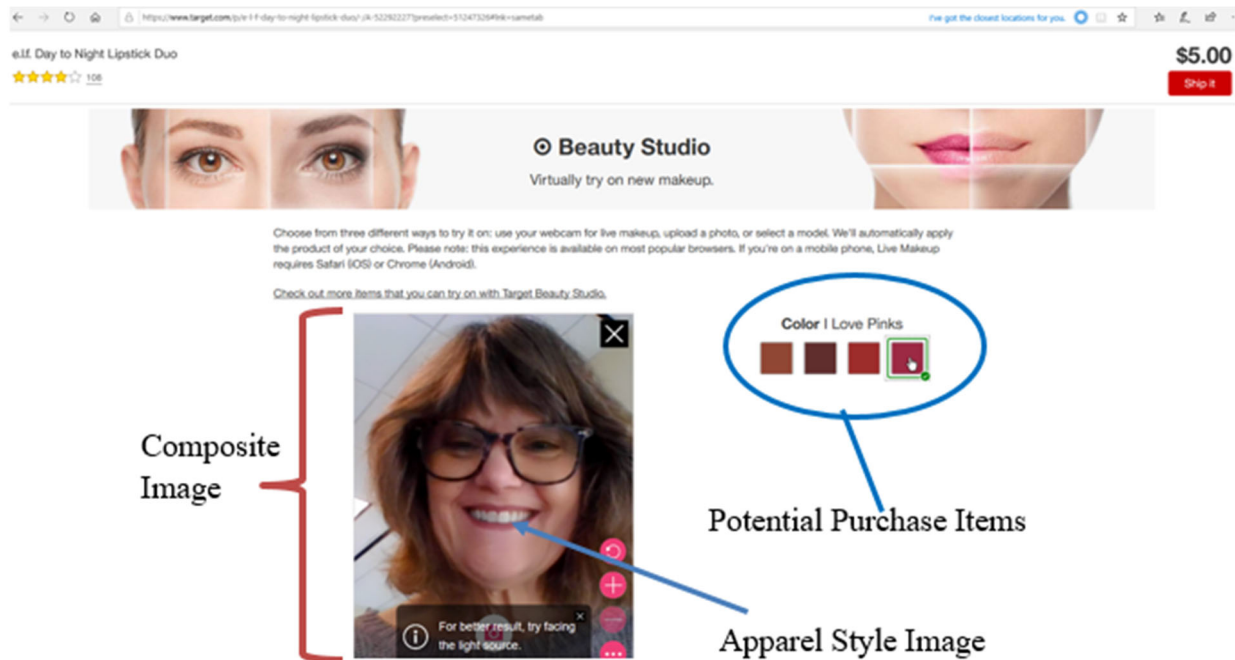 https://www.target.com/p/e-l-f-day-to-night-lipstick-duo/-/A-52292227?preselect=51247326#lnk=sametab
I've got the closest locations for you.
e.l.f. Day to Night Lipstick Duo
108
$5.00
Ship it
Beauty Studio
Virtually try on new makeup.
Choose from three different ways to try it on: use your webcam for live makeup, upload a photo, or select a model. We'll automatically apply
the product of your choice. Please note: this experience is available on most popular browsers. If you're on a mobile phone, Live Makeup
requires Safari (iOS) or Chrome (Android).
Check out more items that you can try on with Target Beauty Studio.
Color I Love Pinks
Composite
Image
Potential Purchase Items
For better result, try facing
the light source.
Apparel Style Image